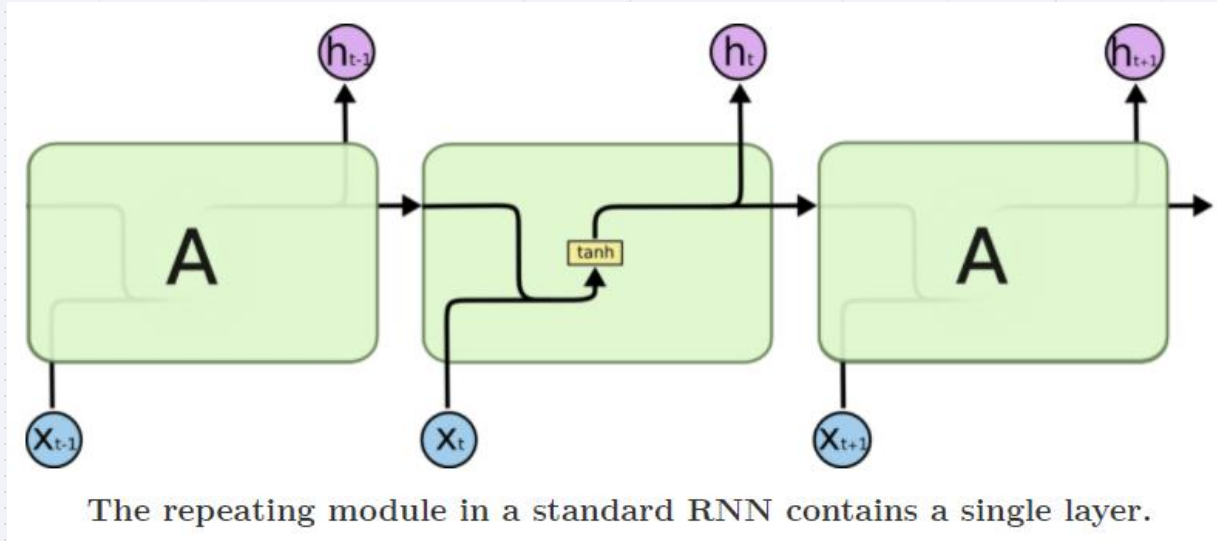 ht-1 ht ht+1
A tanh A
xt-1 xt xt+1
The repeating module in a standard RNN contains a single layer.